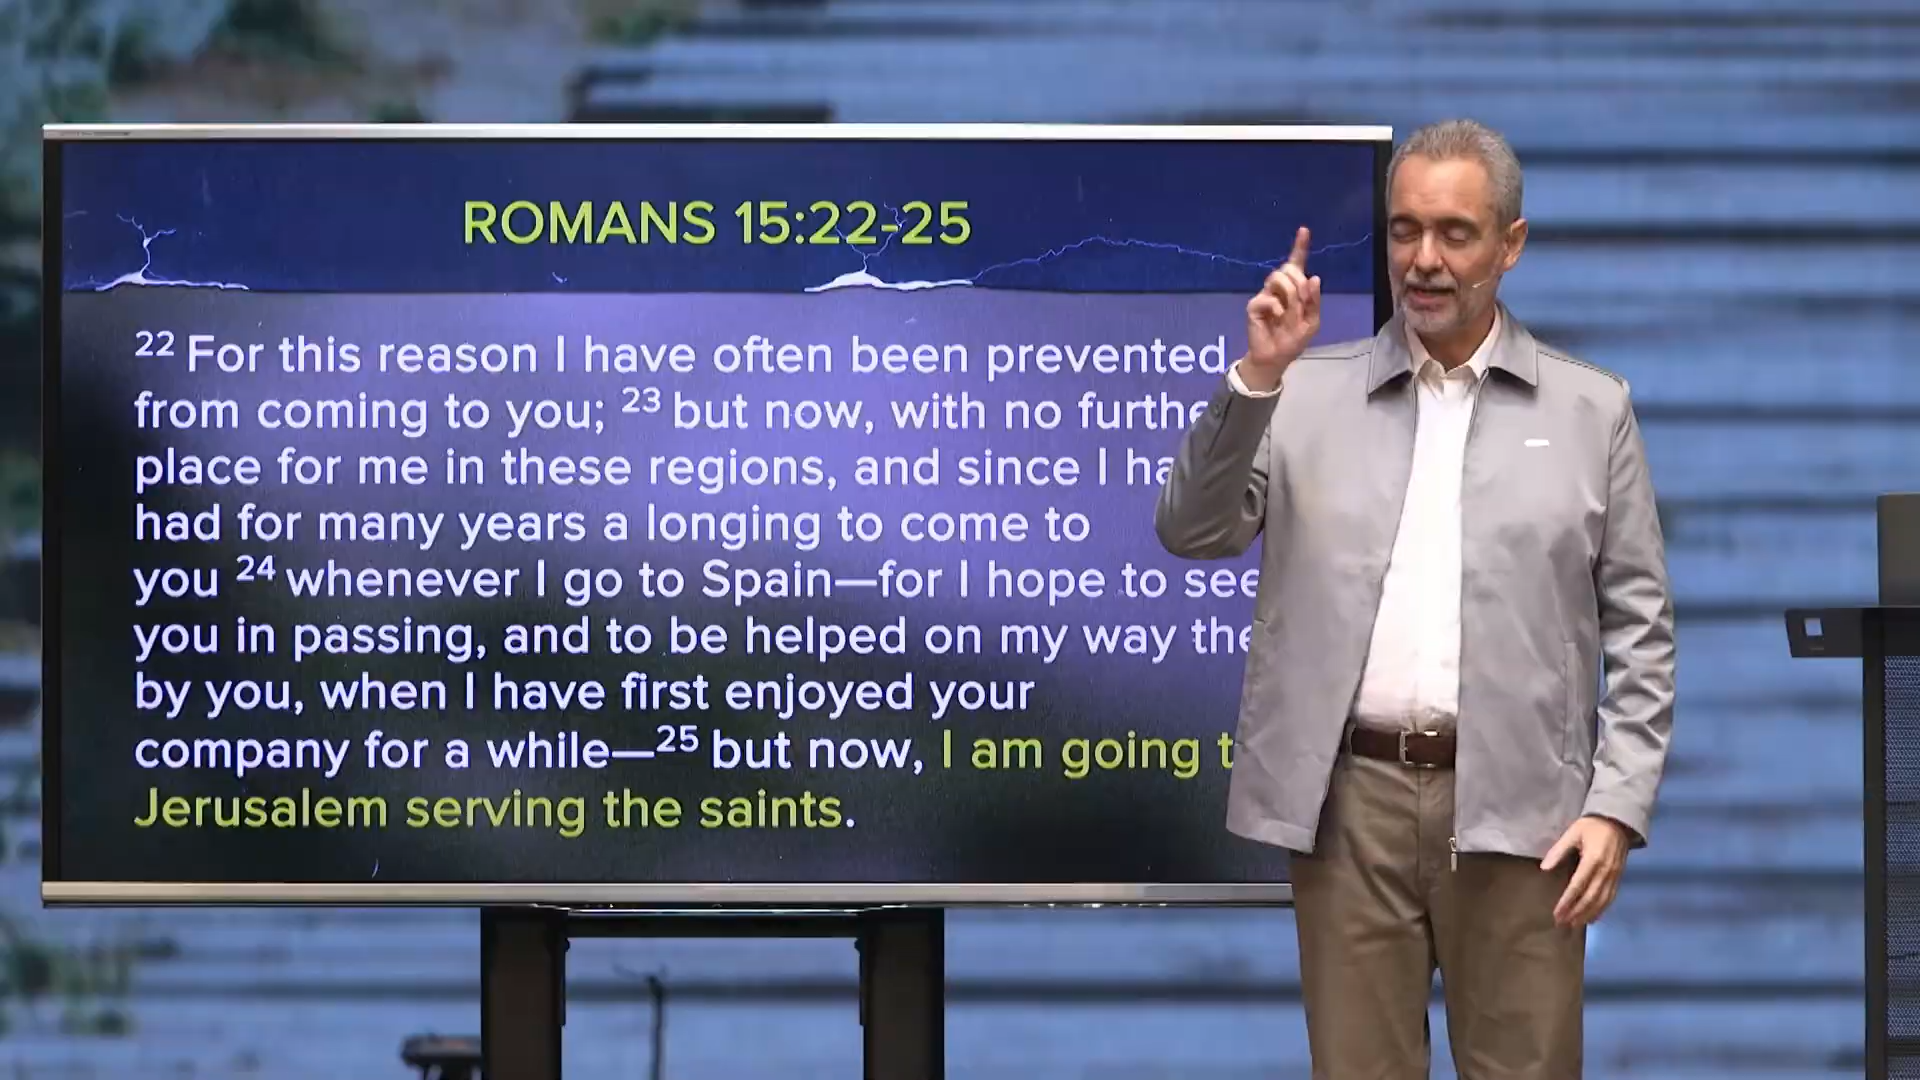 ROMANS 15:22-25
22 For this reason I have often been prevented
from coming to you; 23 but now, with no
place for me in these regions, and since I
had for many years a longing to come to
you 24 whenever I go to Spain—for I hope to see
you in passing, and to be helped on my way
by you, when I have first enjoyed your
company for a while—25 but now, I am going
Jerusalem serving the saints.